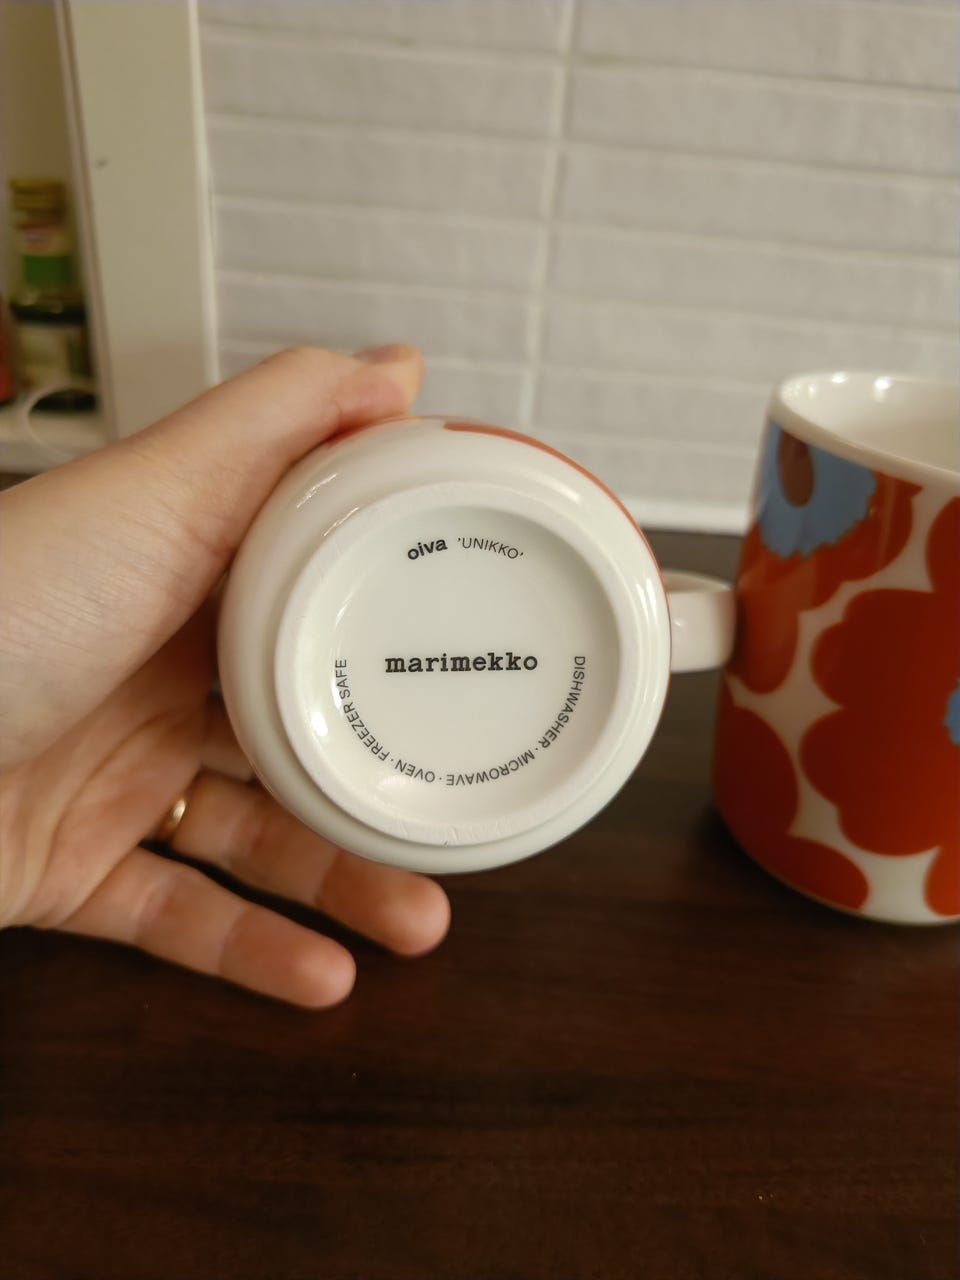 oiva 'UNIKKO'
marimekko
DISHWASHER · MICROWAVE · OVEN · FREEZER SAFE